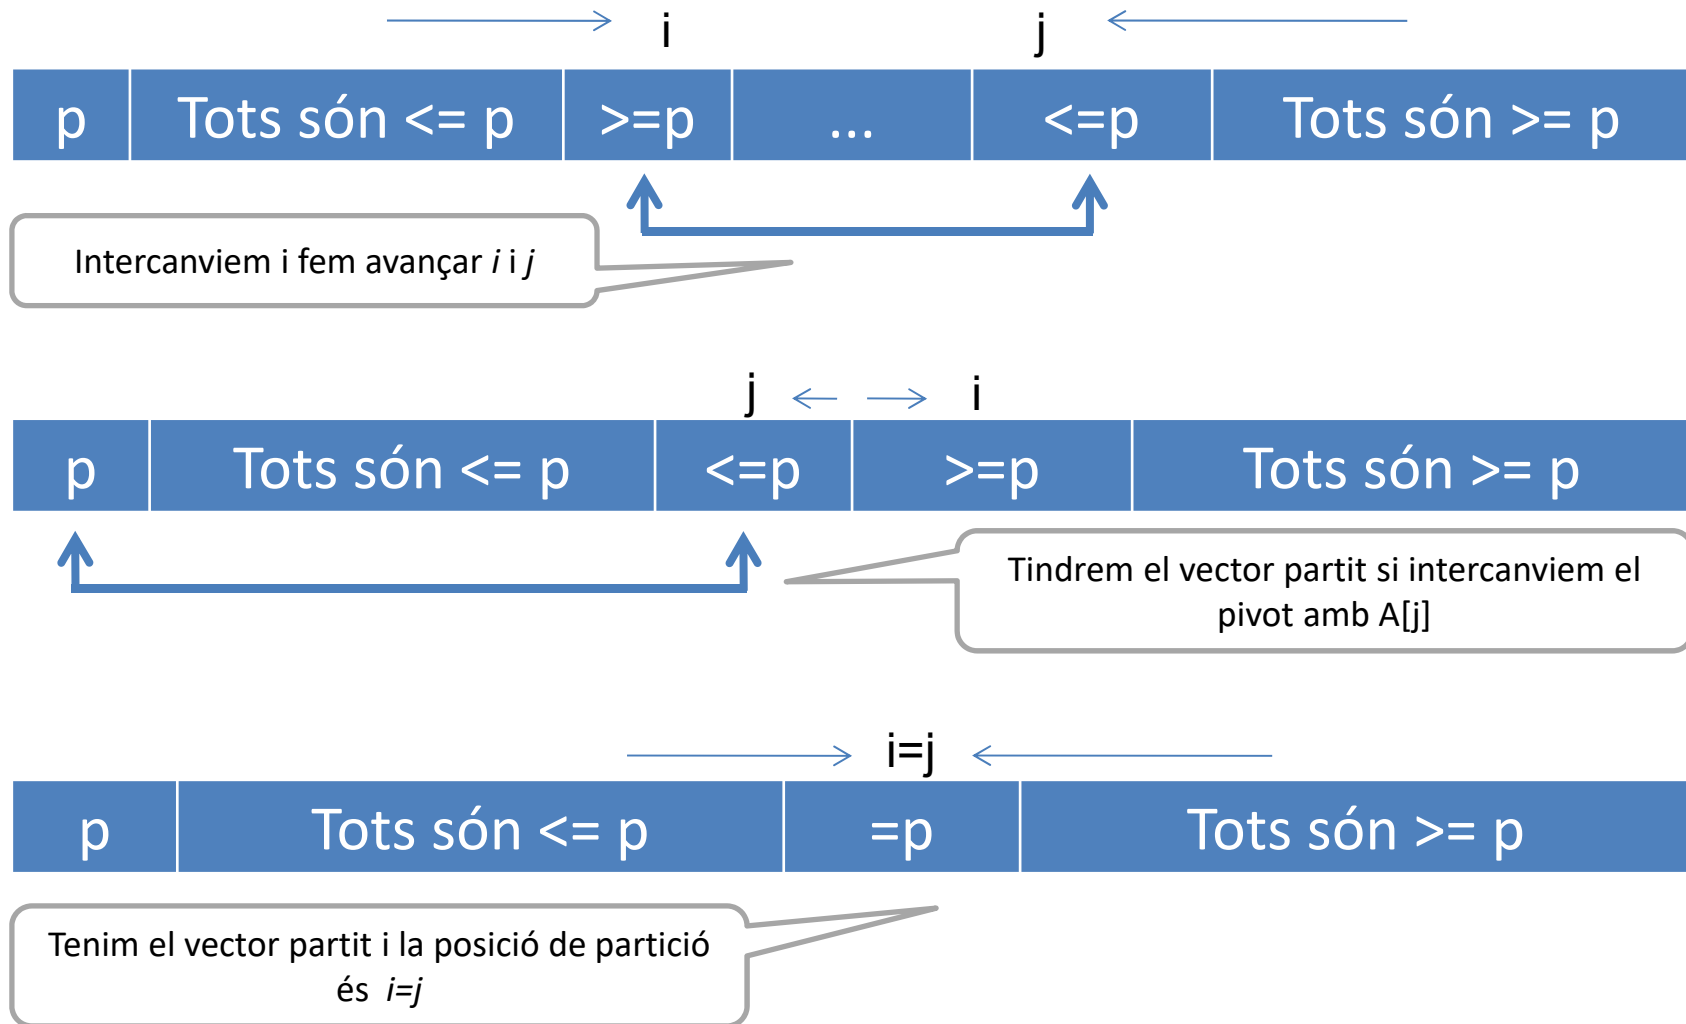 i j
p Tots són <= p >=p ... <=p Tots són >= p
Intercanviem i fem avançar i i j
j i
p Tots són <= p <=p >=p Tots són >= p
Tindrem el vector partit si intercanviem el
pivot amb A[j]
i=j
p Tots són <= p =p Tots són >= p
Tenim el vector partit i la posició de partició
és i=j